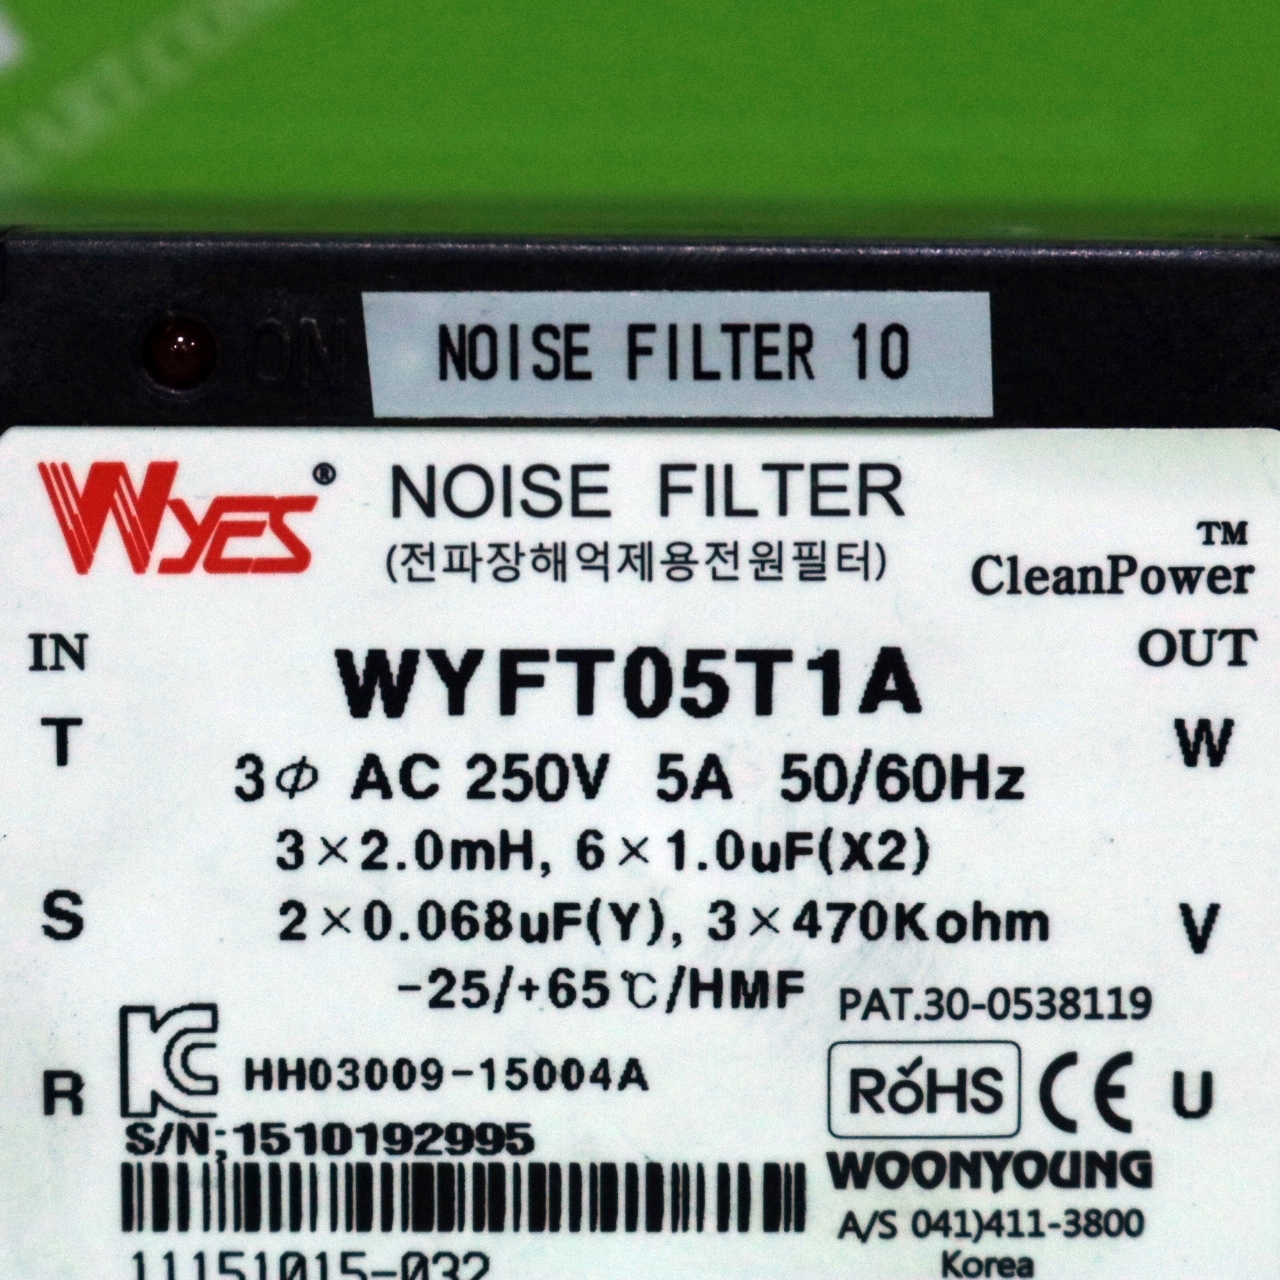 ON
NOISE FILTER 10
WYES® NOISE FILTER
(전파장해억제용전원필터)
CleanPower™
IN
OUT
WYFT05T1A
T
W
3Φ AC 250V 5A 50/60Hz
3×2.0mH, 6×1.0uF(X2)
S
2×0.068uF(Y), 3×470Kohm
V
-25/+65℃/HMF
PAT.30-0538119
R
HH03009-15004A
RoHS CE
U
S/N;1510192995
WOONYOUNG
A/S 041)411-3800
11151015-032
Korea